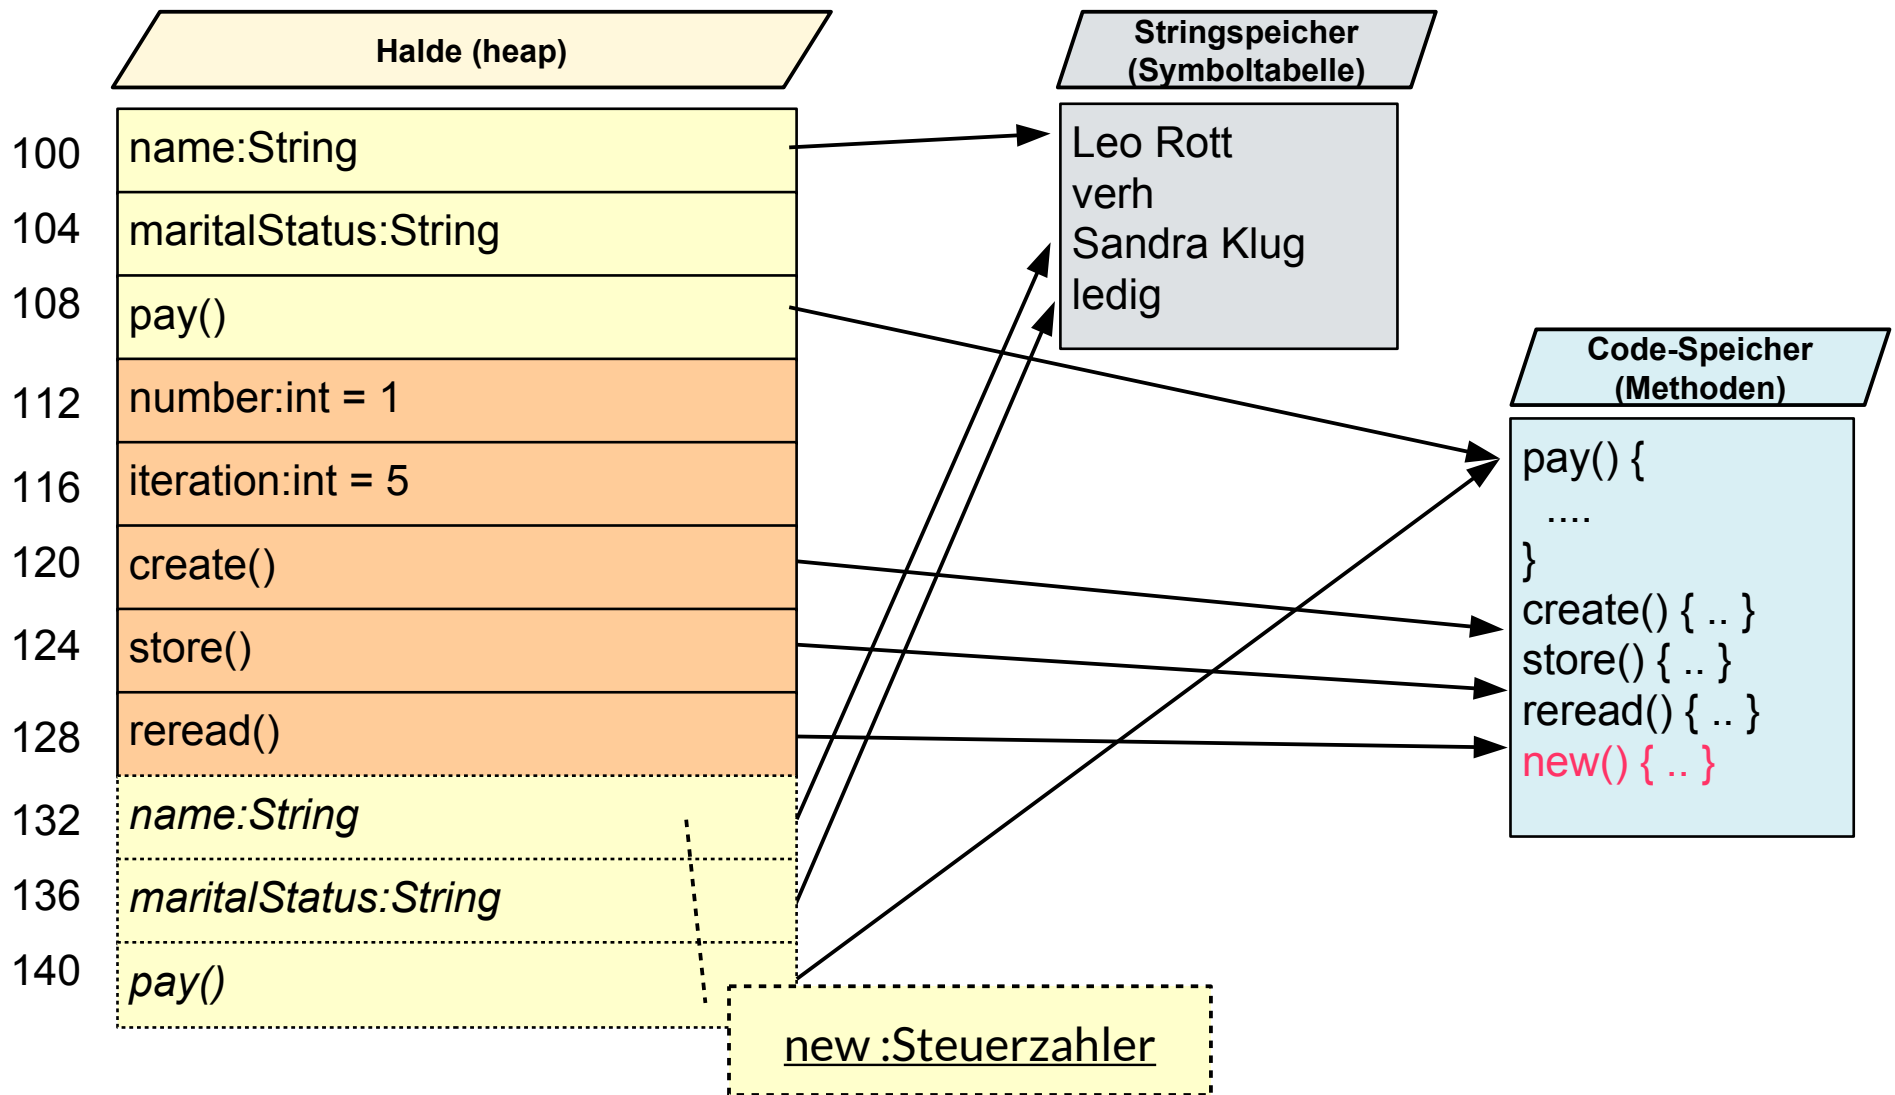 Halde (heap)
100 name:String
104 maritalStatus:String
108 pay()
112 number:int = 1
116 iteration:int = 5
120 create()
124 store()
128 reread()
132 name:String
136 maritalStatus:String
140 pay()
new :Steuerzahler
Stringspeicher
(Symboltabelle)
Leo Rott
verh
Sandra Klug
ledig
Code-Speicher
(Methoden)
pay() {
....
}
create() { .. }
store() { .. }
reread() { .. }
new() { .. }